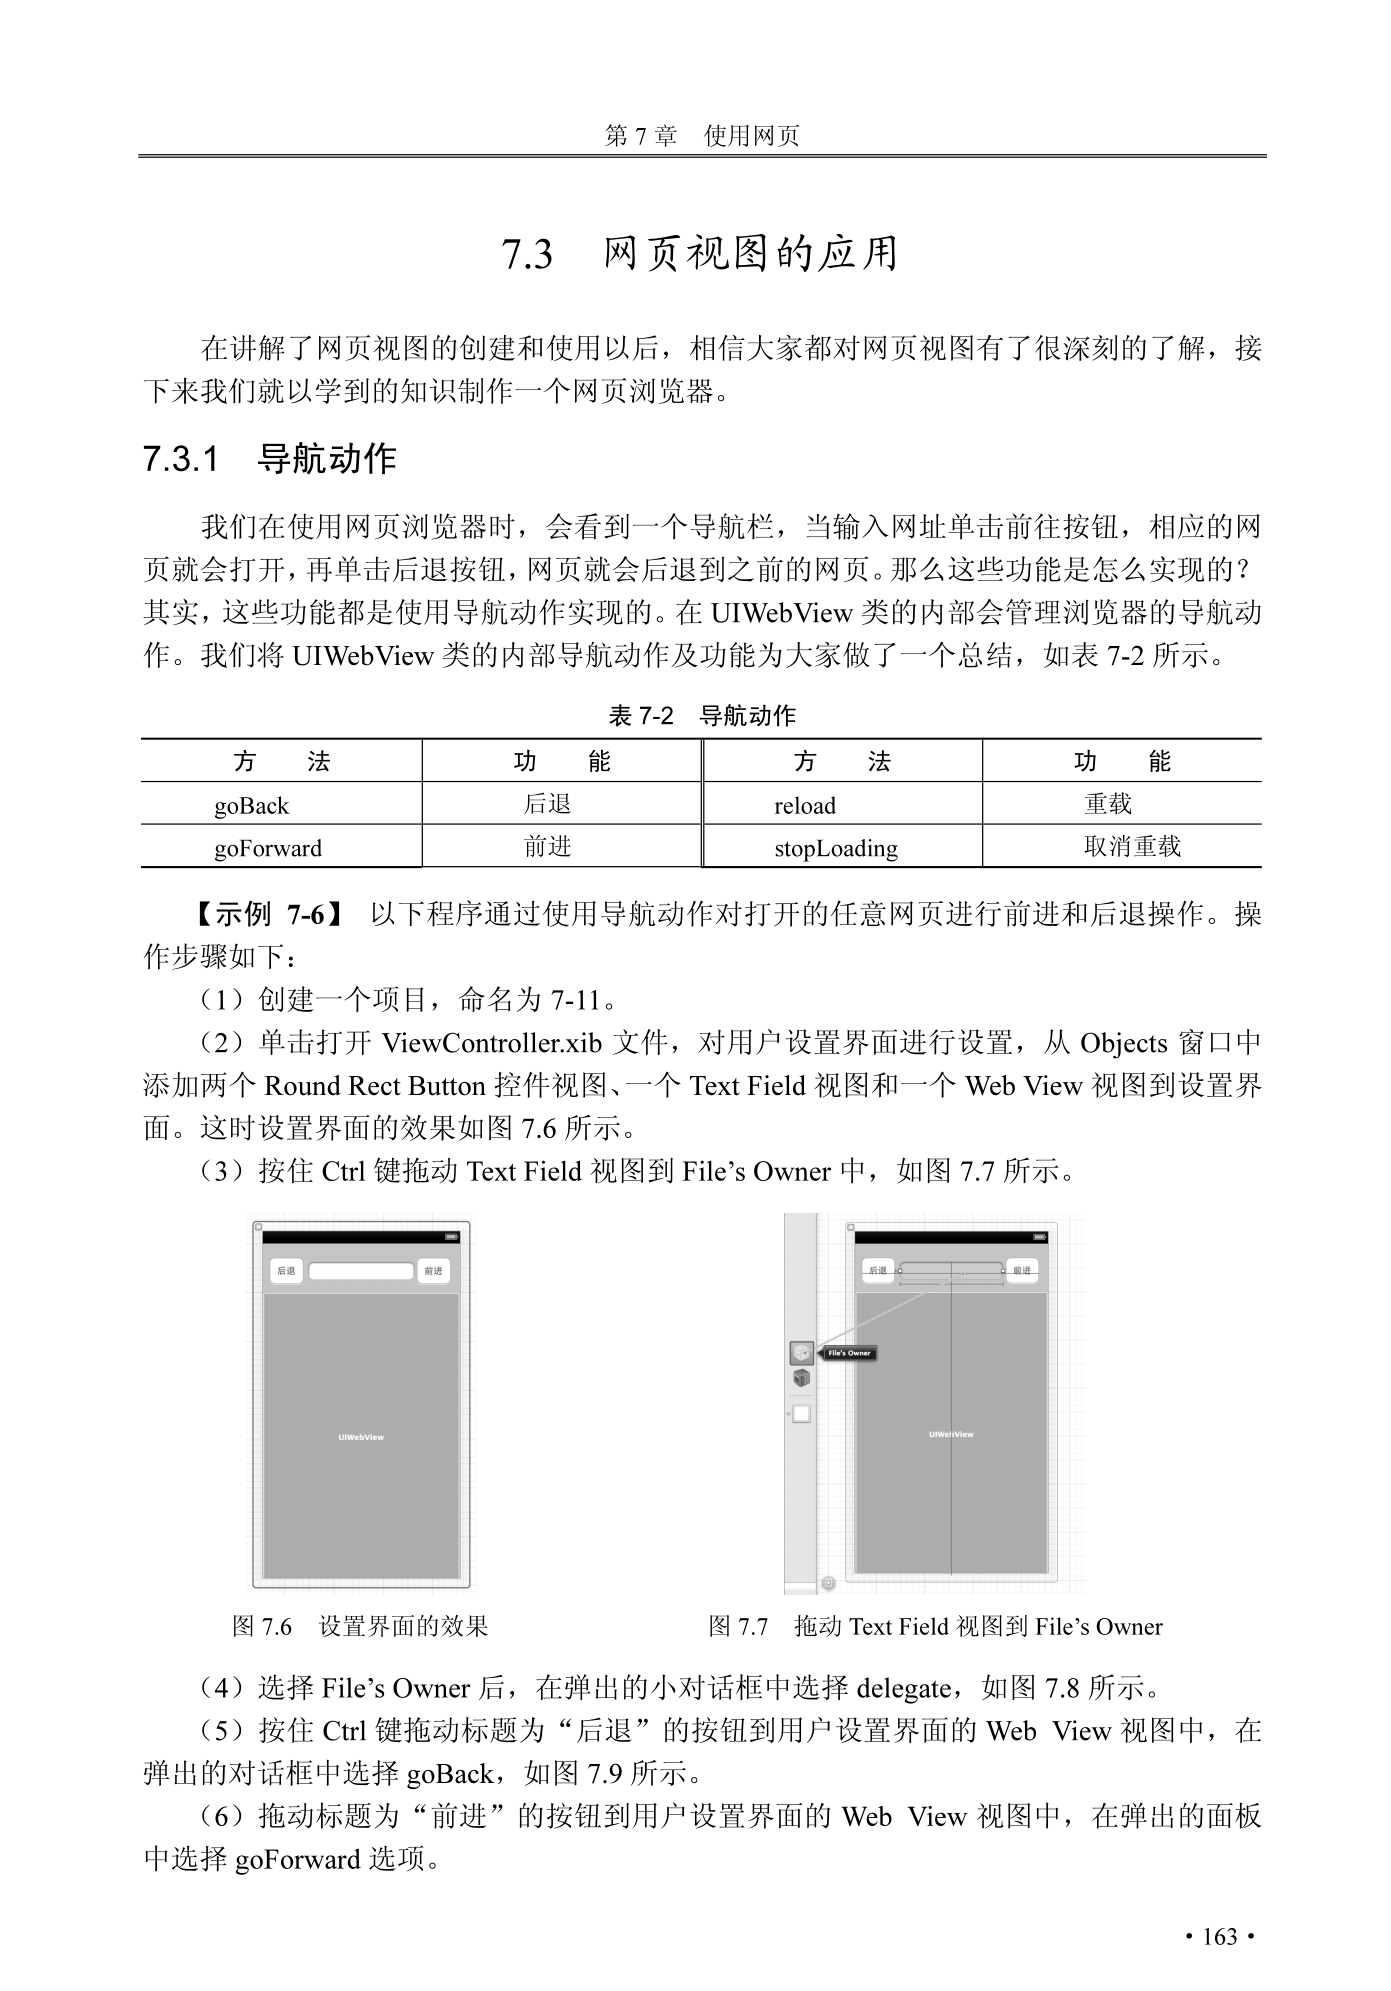 第 7 章　使用网页
7.3　网页视图的应用
在讲解了网页视图的创建和使用以后，相信大家都对网页视图有了很深刻的了解，接
下来我们就以学到的知识制作一个网页浏览器。
7.3.1　导航动作
我们在使用网页浏览器时，会看到一个导航栏，当输入网址单击前往按钮，相应的网
页就会打开，再单击后退按钮，网页就会后退到之前的网页。那么这些功能是怎么实现的？
其实，这些功能都是使用导航动作实现的。在 UIWebView 类的内部会管理浏览器的导航动
作。我们将 UIWebView 类的内部导航动作及功能为大家做了一个总结，如表 7-2 所示。
表 7-2　导航动作
方　法　功　能　方　法　功　能
goBack　后退　reload　重载
goForward　前进　stopLoading　取消重载
【示例 7-6】 以下程序通过使用导航动作对打开的任意网页进行前进和后退操作。操
作步骤如下：
（1）创建一个项目，命名为 7-11。
（2）单击打开 ViewController.xib 文件，对用户设置界面进行设置，从 Objects 窗口中
添加两个 Round Rect Button 控件视图、一个 Text Field 视图和一个 Web View 视图到设置界
面。这时设置界面的效果如图 7.6 所示。
（3）按住 Ctrl 键拖动 Text Field 视图到 File’s Owner 中，如图 7.7 所示。
后退　前进
UIWebView
后退　前进
File's Owner
UIWebView
图 7.6　设置界面的效果
图 7.7　拖动 Text Field 视图到 File’s Owner
（4）选择 File’s Owner 后，在弹出的小对话框中选择 delegate，如图 7.8 所示。
（5）按住 Ctrl 键拖动标题为“后退”的按钮到用户设置界面的 Web View 视图中，在
弹出的对话框中选择 goBack，如图 7.9 所示。
（6）拖动标题为“前进”的按钮到用户设置界面的 Web View 视图中，在弹出的面板
中选择 goForward 选项。
• 163 •